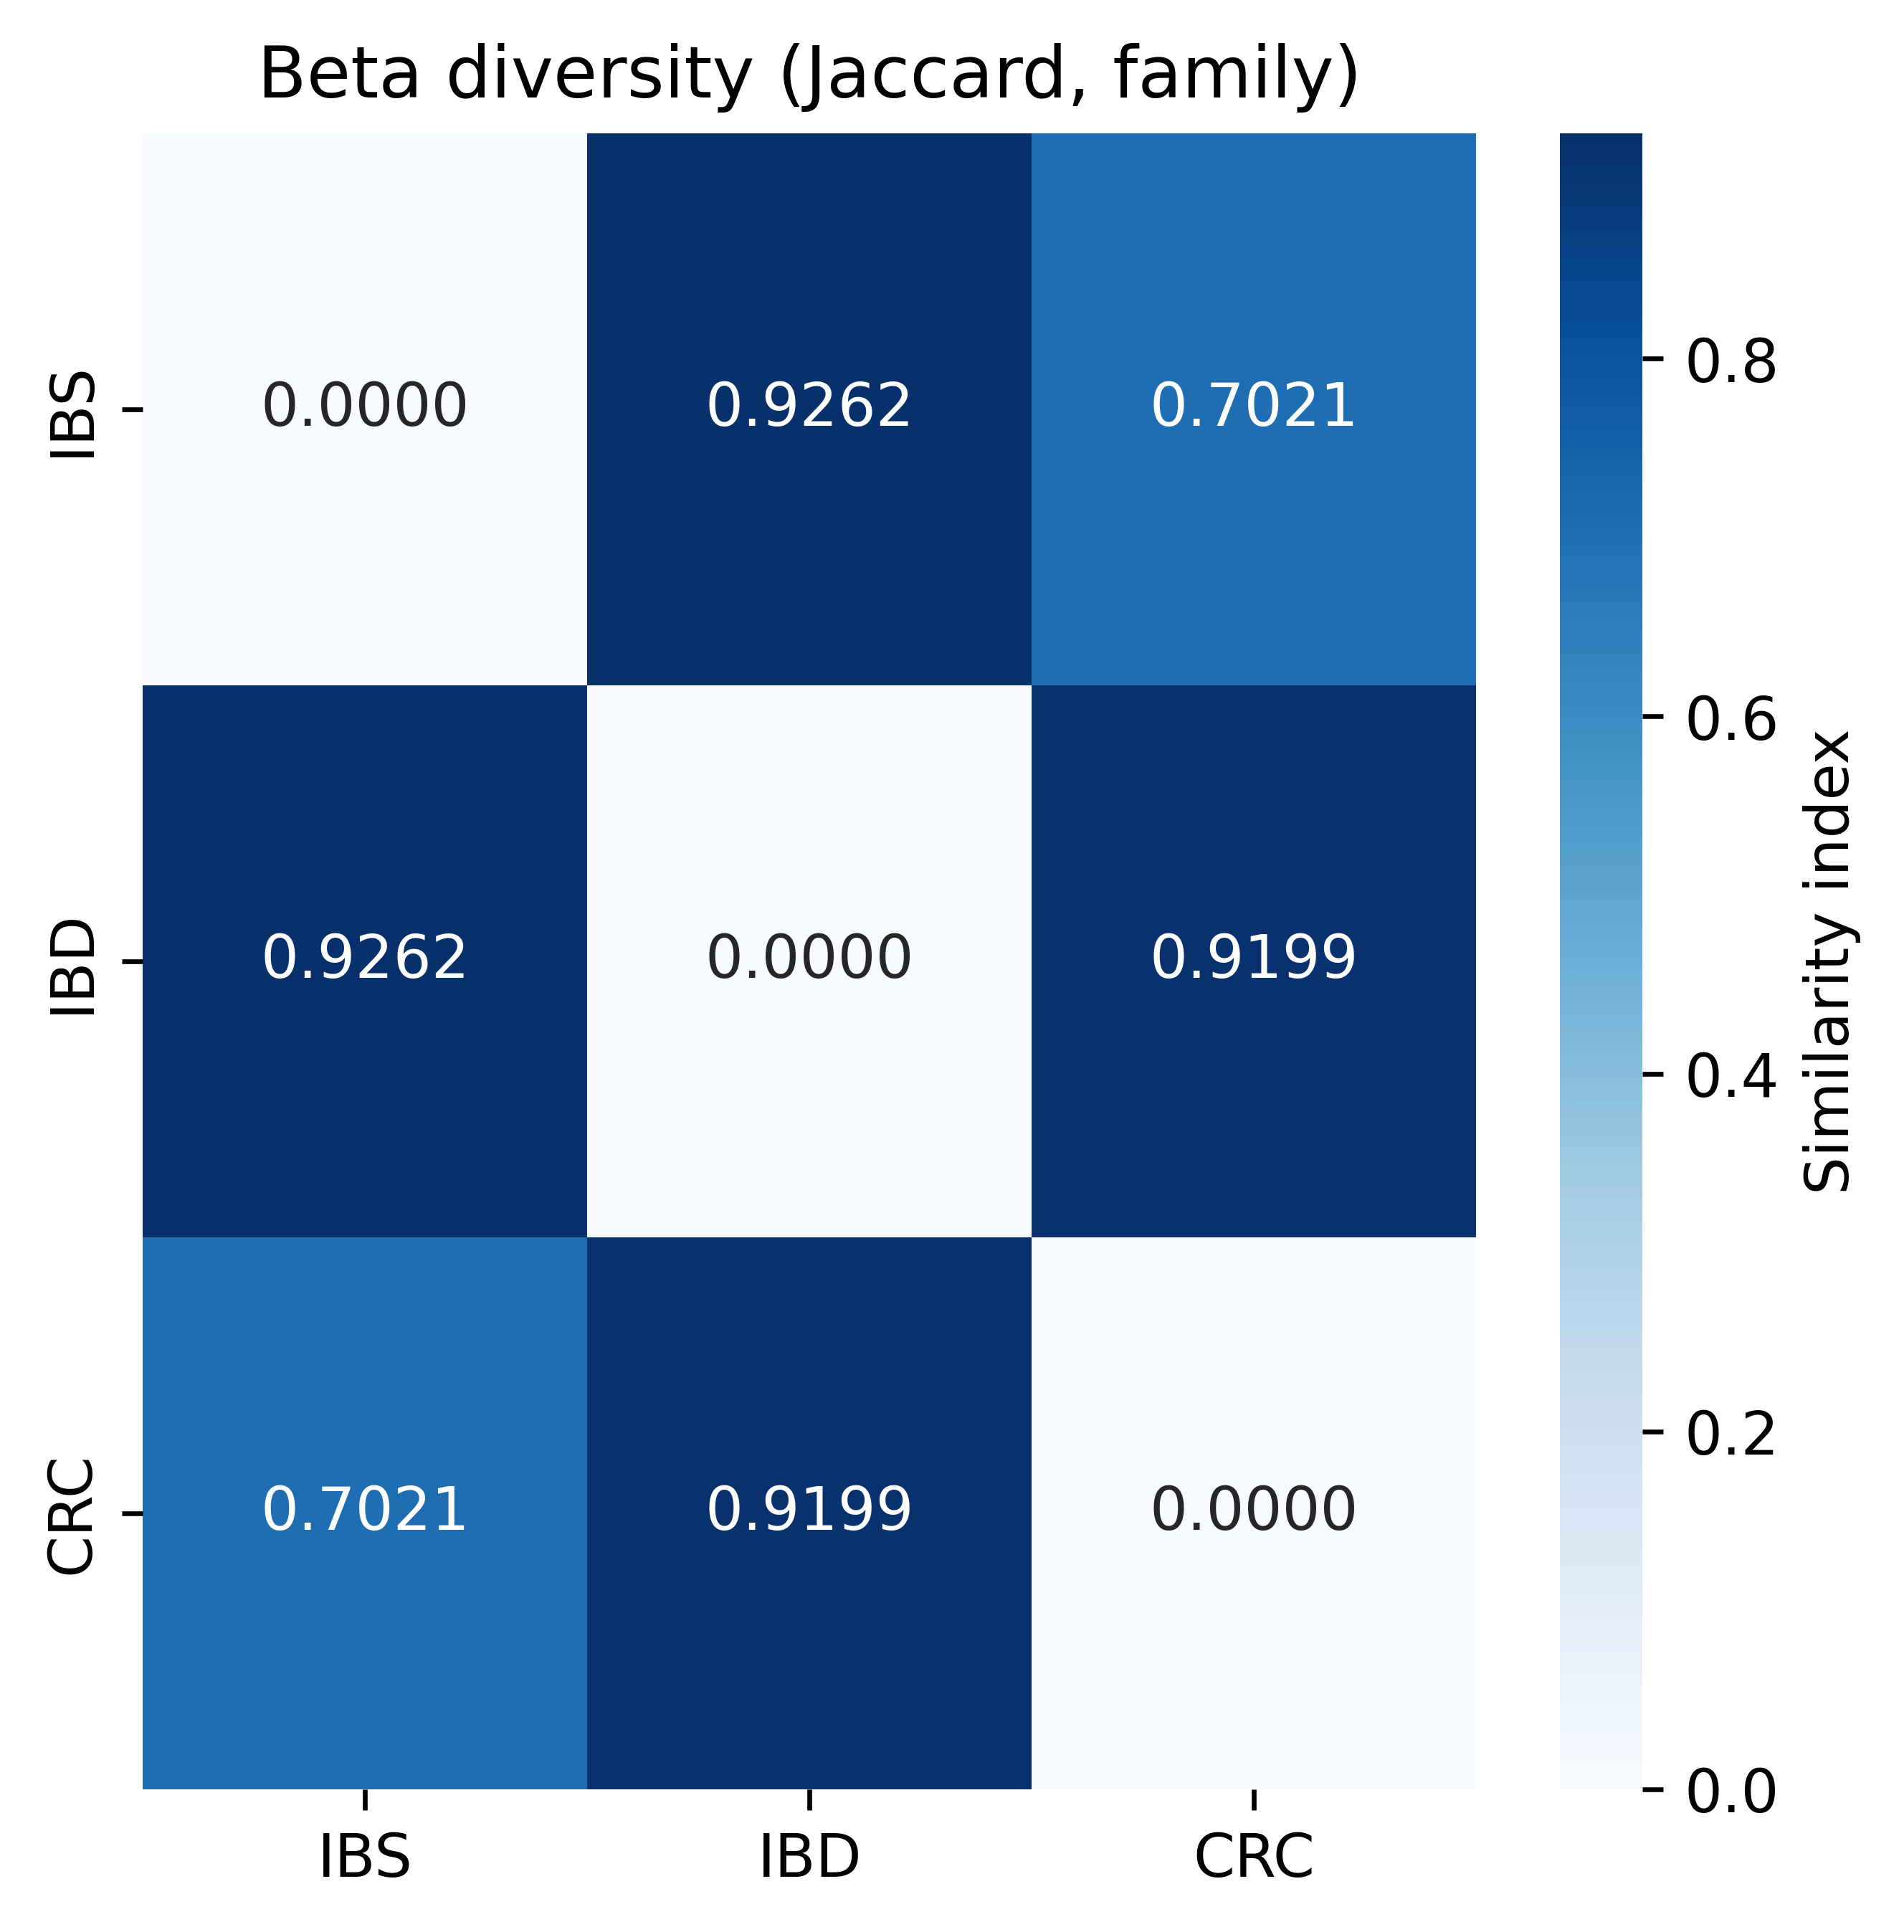 Beta diversity (Jaccard, family)
IBS
0.0000 0.9262 0.7021
IBD
0.9262 0.0000 0.9199
CRC
0.7021 0.9199 0.0000
IBS IBD CRC
0.8
0.6
0.4
0.2
0.0
Similarity index